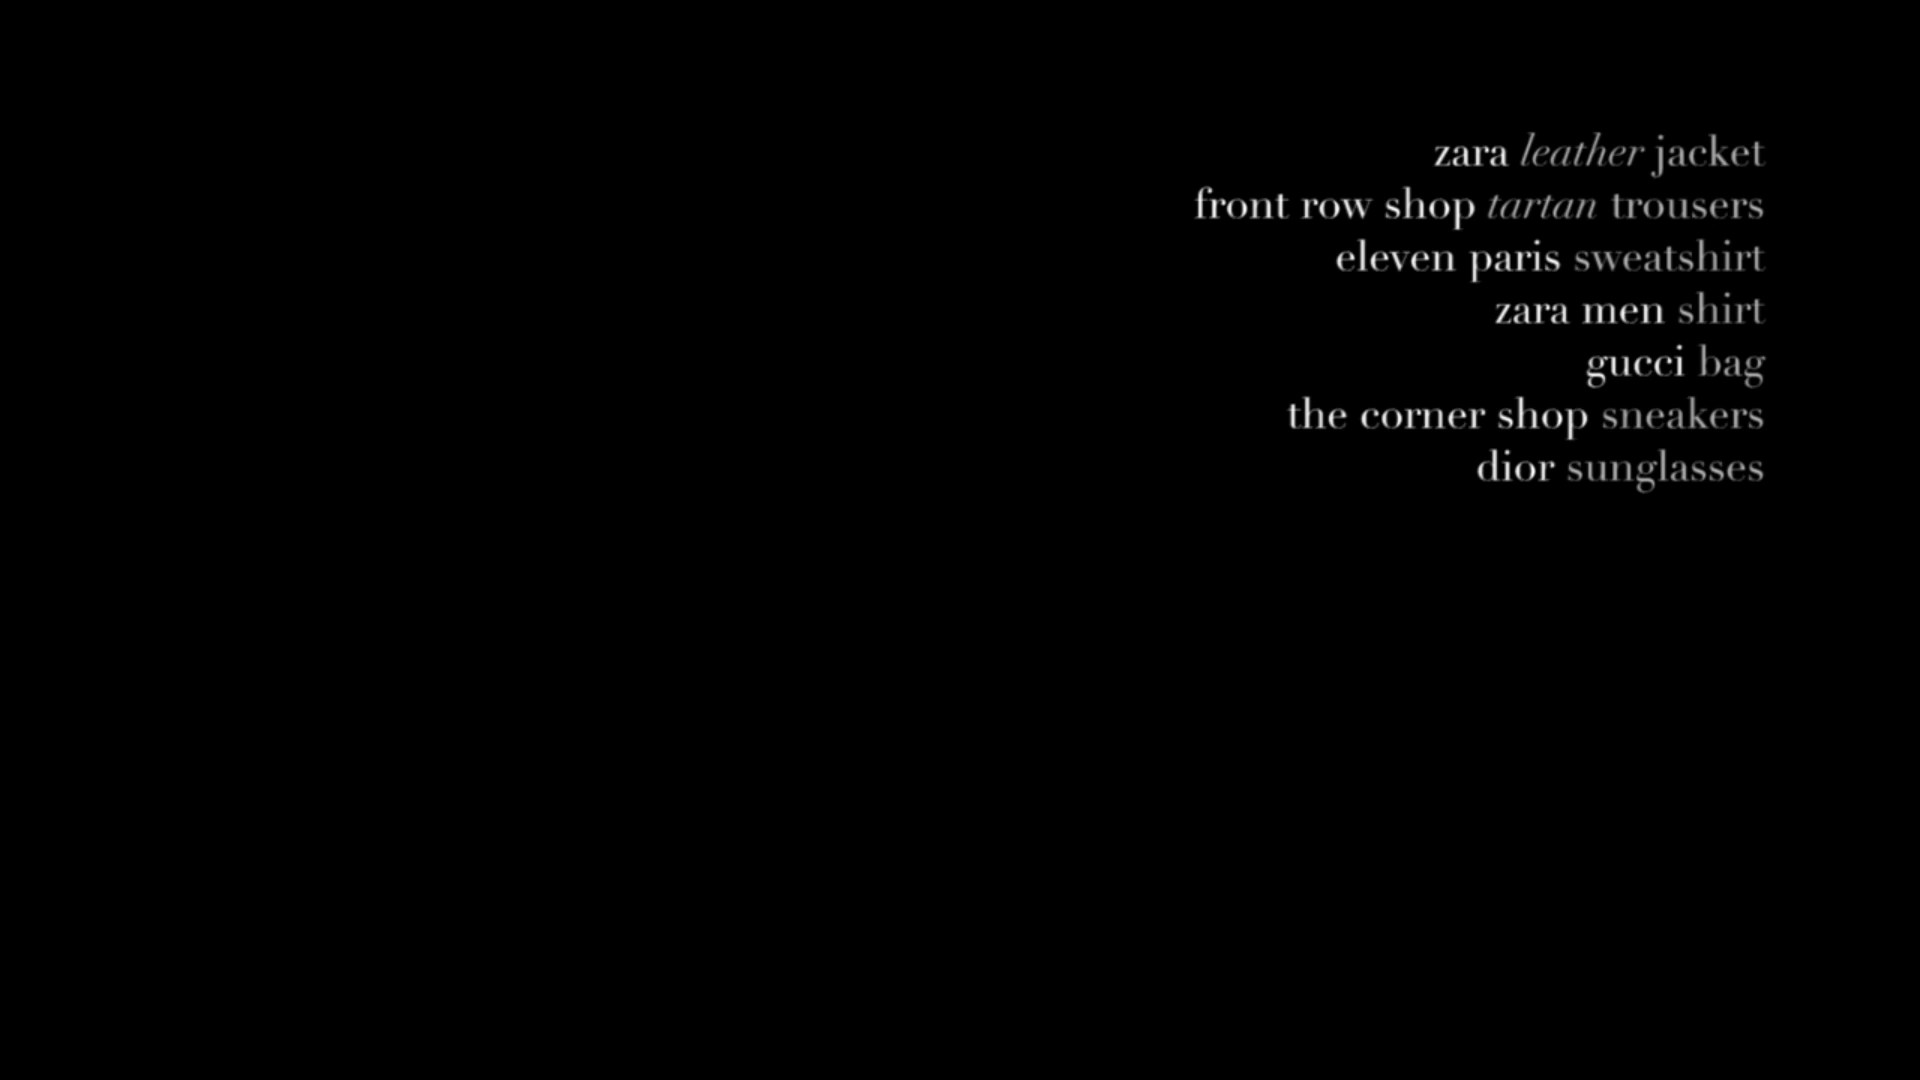 zara leather jacket
front row shop tartan trousers
eleven paris sweatshirt
zara men shirt
gucci bag
the corner shop sneakers
dior sunglasses